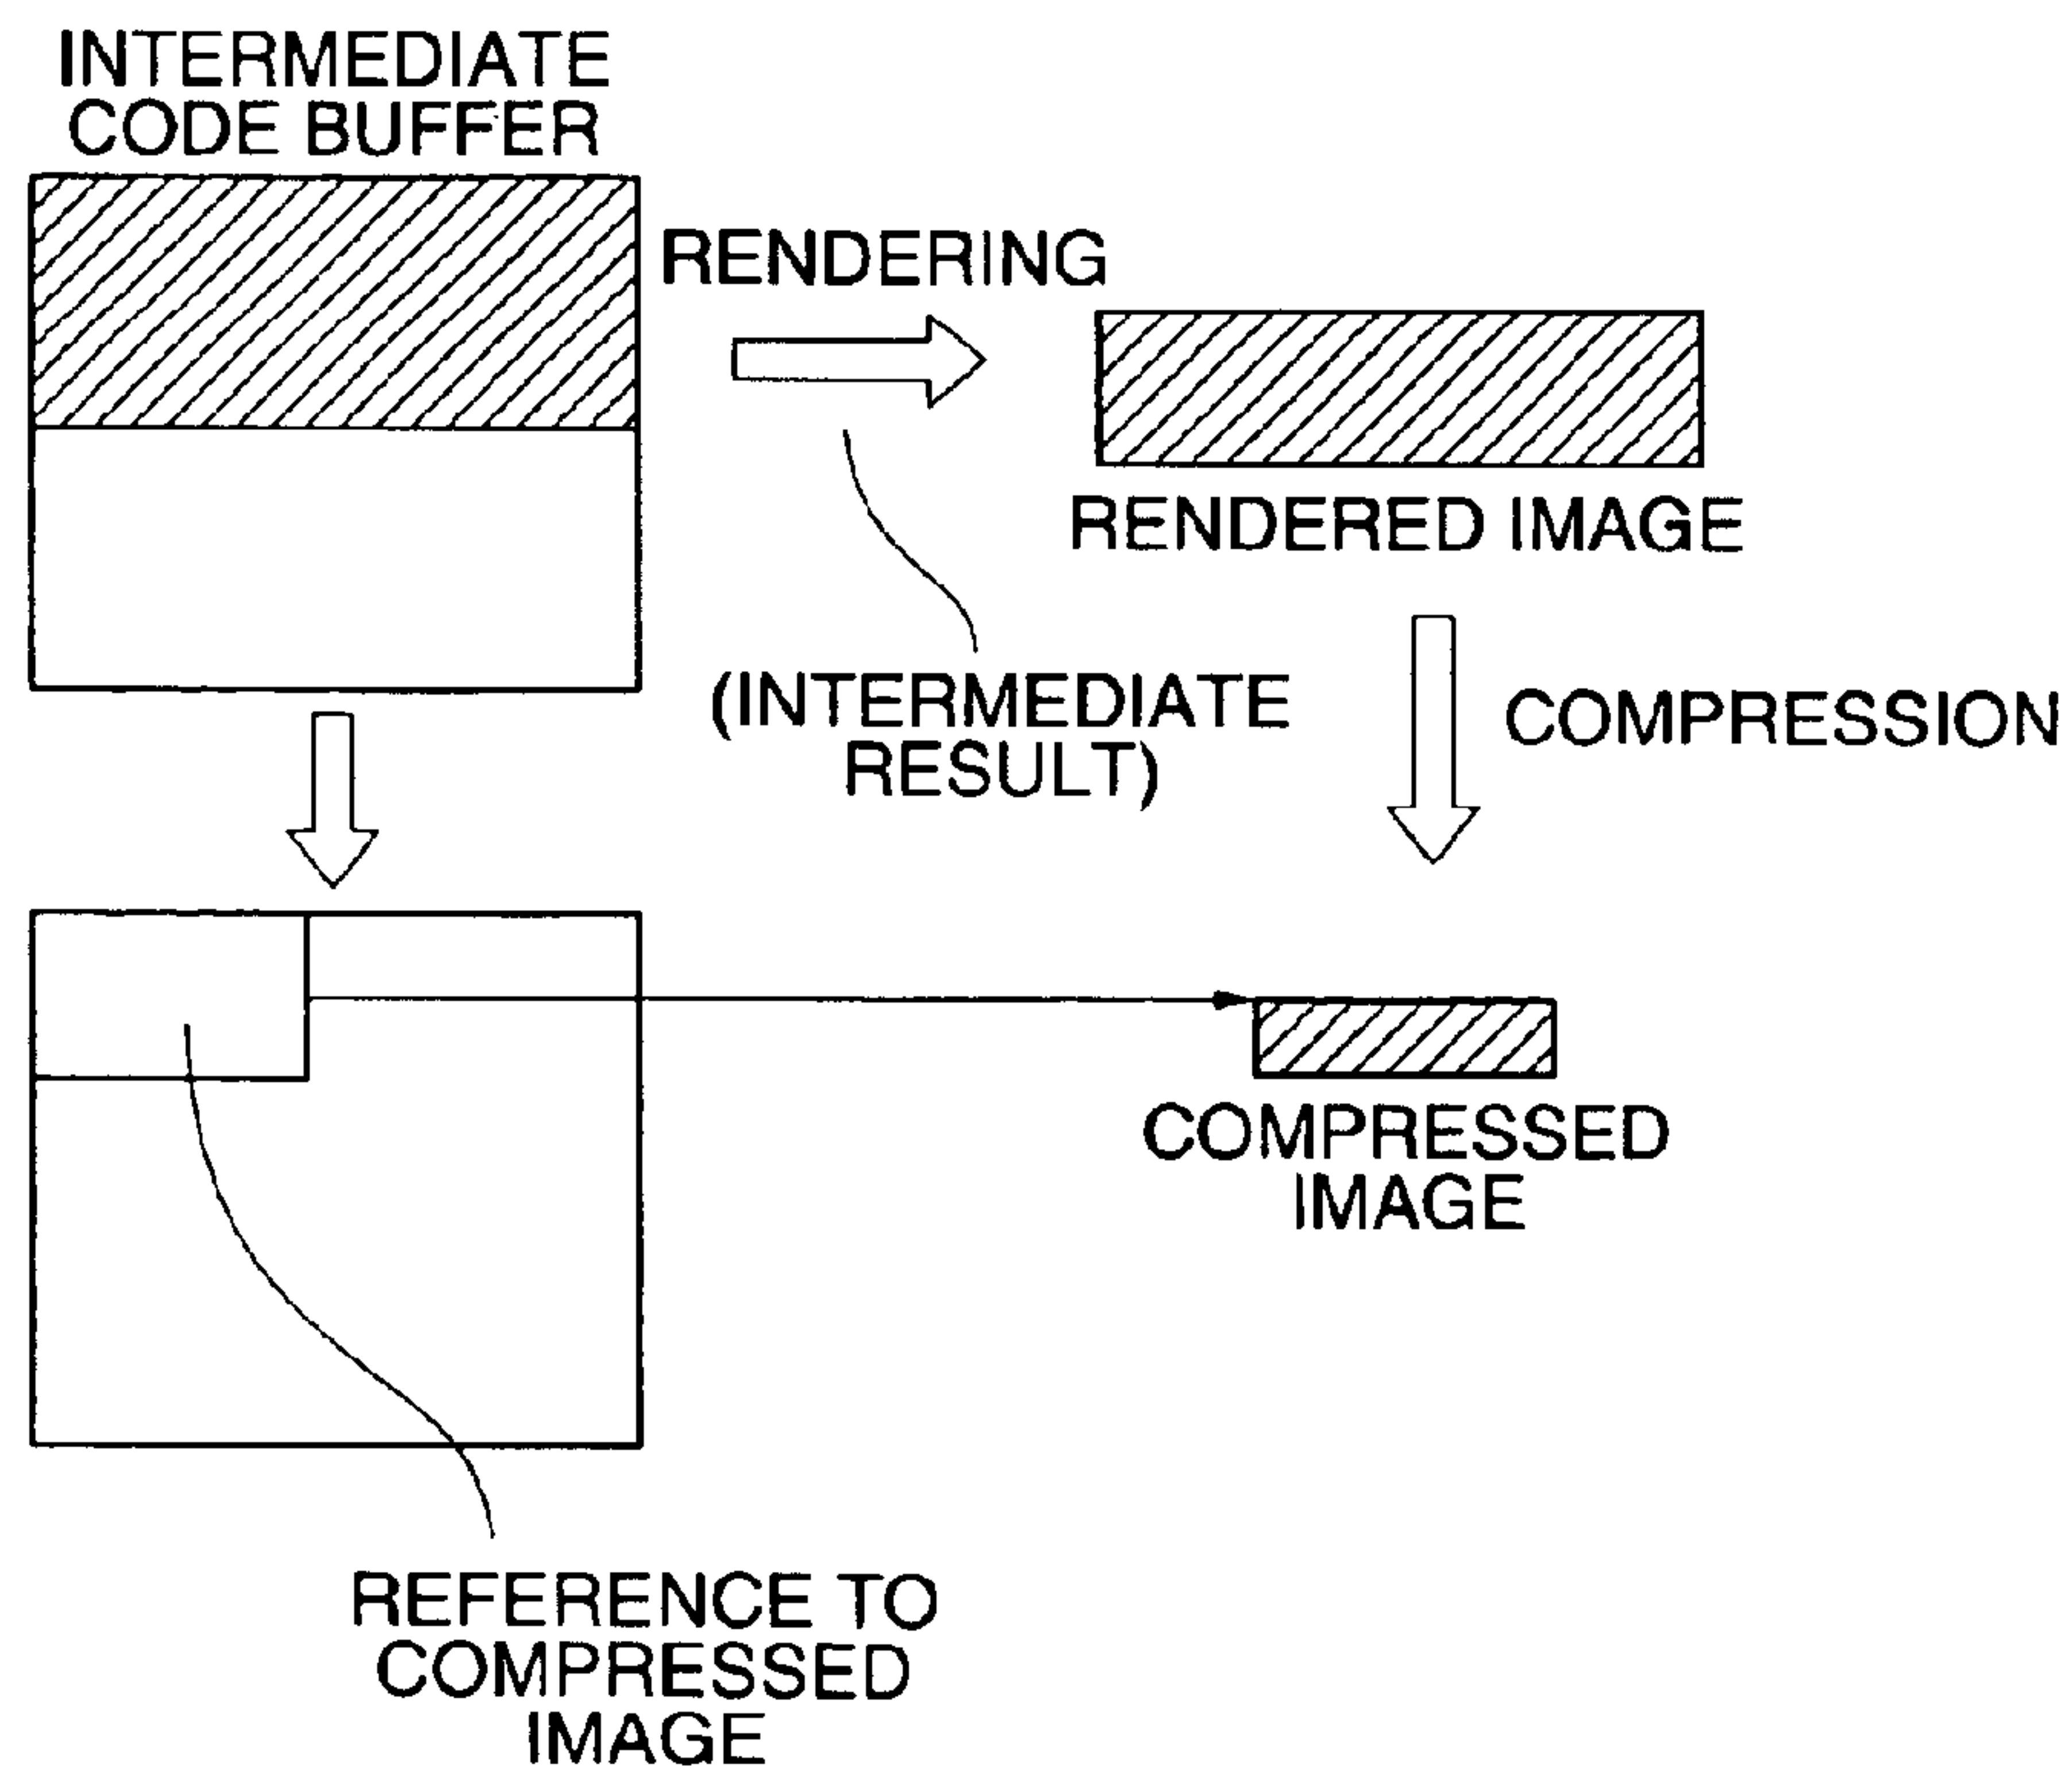 INTERMEDIATE
CODE BUFFER
RENDERING
RENDERED IMAGE
(INTERMEDIATE
RESULT)
COMPRESSION
COMPRESSED
IMAGE
REFERENCE TO
COMPRESSED
IMAGE